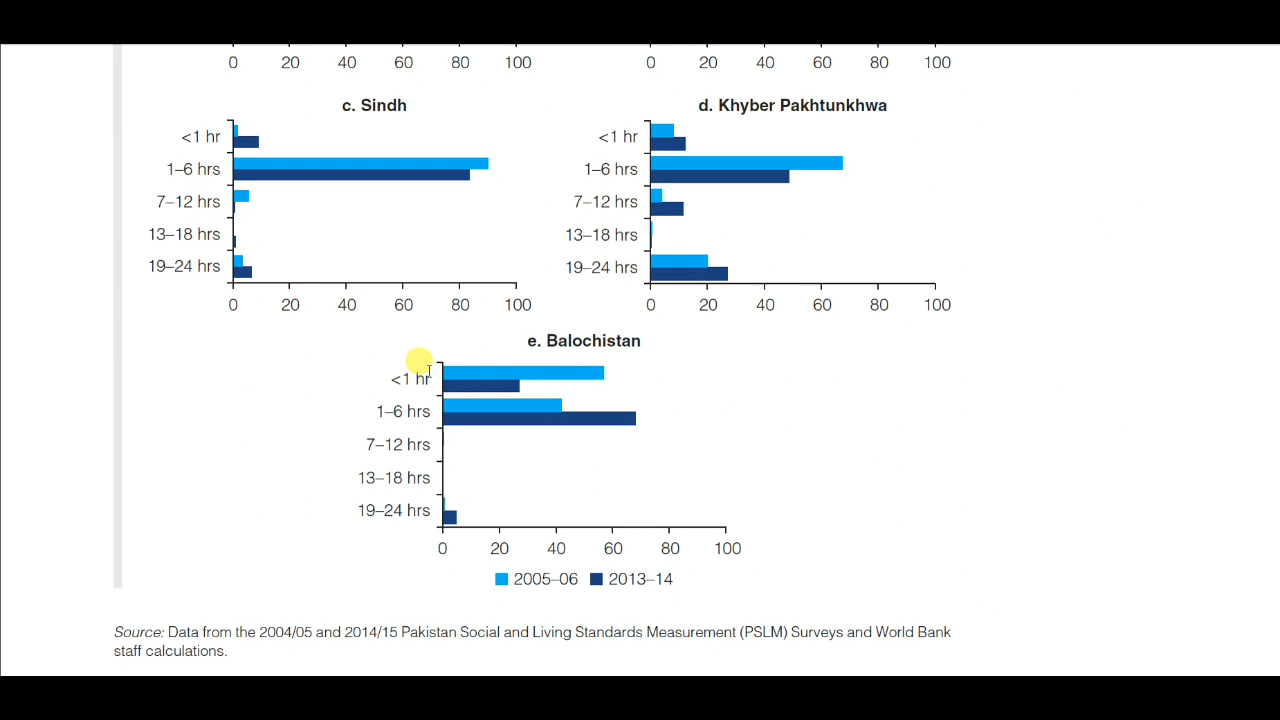 0 20 40 60 80 100 0 20 40 60 80 100
c. Sindh
<1 hr
1–6 hrs
7–12 hrs
13–18 hrs
19–24 hrs
0 20 40 60 80 100
d. Khyber Pakhtunkhwa
<1 hr
1–6 hrs
7–12 hrs
13–18 hrs
19–24 hrs
0 20 40 60 80 100
e. Balochistan
<1 hr
1–6 hrs
7–12 hrs
13–18 hrs
19–24 hrs
0 20 40 60 80 100
2005–06 2013–14
Source: Data from the 2004/05 and 2014/15 Pakistan Social and Living Standards Measurement (PSLM) Surveys and World Bank
staff calculations.